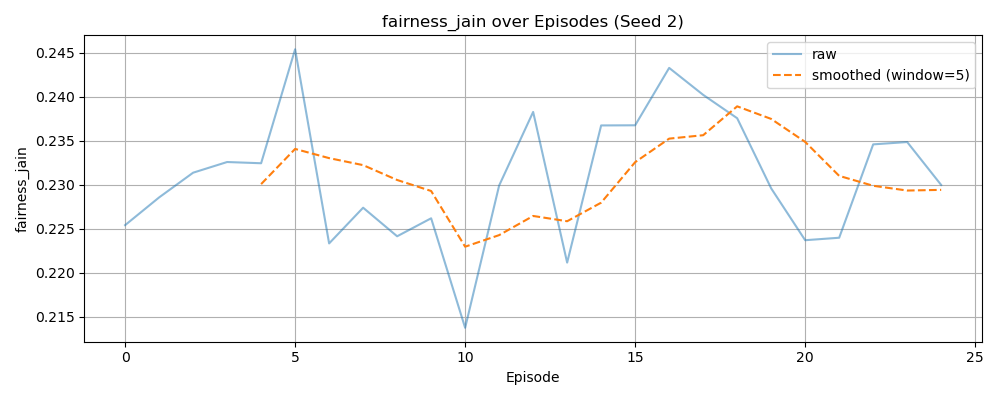 fairness_jain over Episodes (Seed 2)
raw
smoothed (window=5)
fairness_jain
0.245
0.240
0.235
0.230
0.225
0.220
0.215
0 5 10 15 20 25
Episode